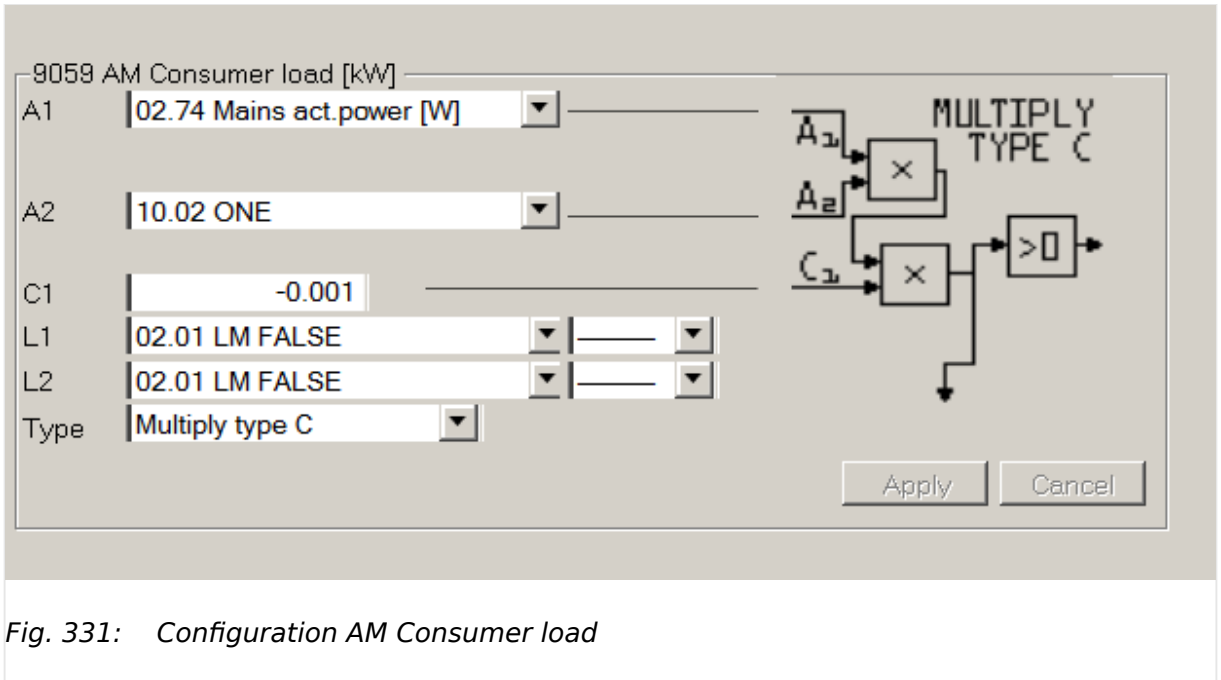 9059 AM Consumer load [kW]
A1 02.74 Mains act.power [W]
MULTIPLY
TYPE C
A1
A2
A2 10.02 ONE
>0
C1
C1 -0.001
L1 02.01 LM FALSE
L2 02.01 LM FALSE
Type Multiply type C
Apply Cancel
Fig. 331: Configuration AM Consumer load